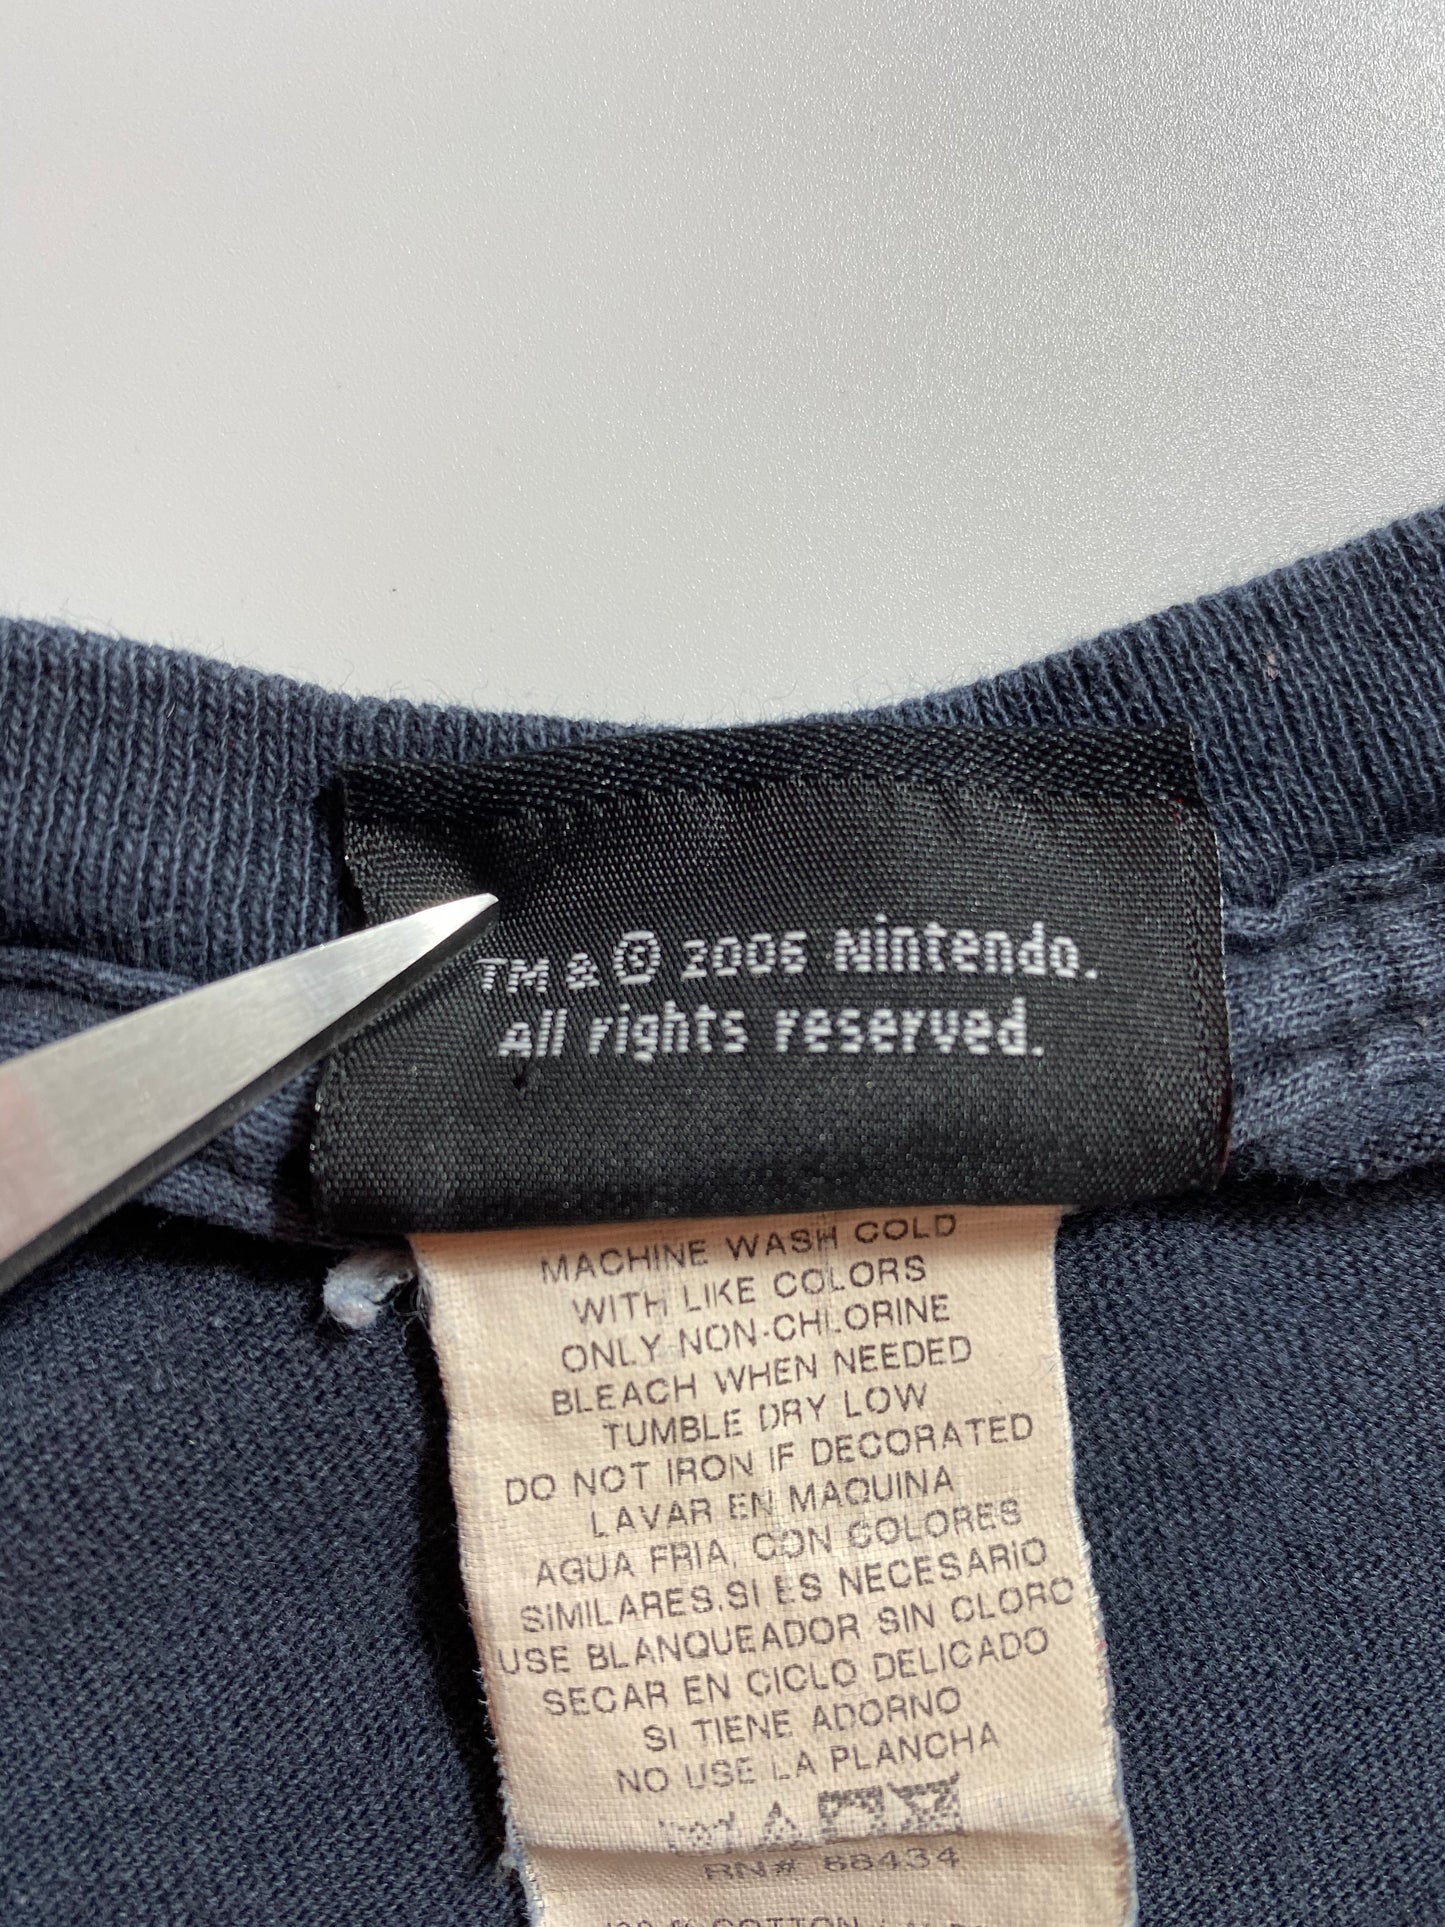 TM & © 2005 Nintendo.
All rights reserved.
MACHINE WASH COLD
WITH LIKE COLORS
ONLY NON-CHLORINE
BLEACH WHEN NEEDED
TUMBLE DRY LOW
DO NOT IRON IF DECORATED
LAVAR EN MAQUINA
AGUA FRIA, CON COLORES
SIMILARES.SI ES NECESARIO
USE BLANQUEADOR SIN CLORO
SECAR EN CICLO DELICADO
SI TIENE ADORNO
NO USE LA PLANCHA
RN# 88434
COTTON